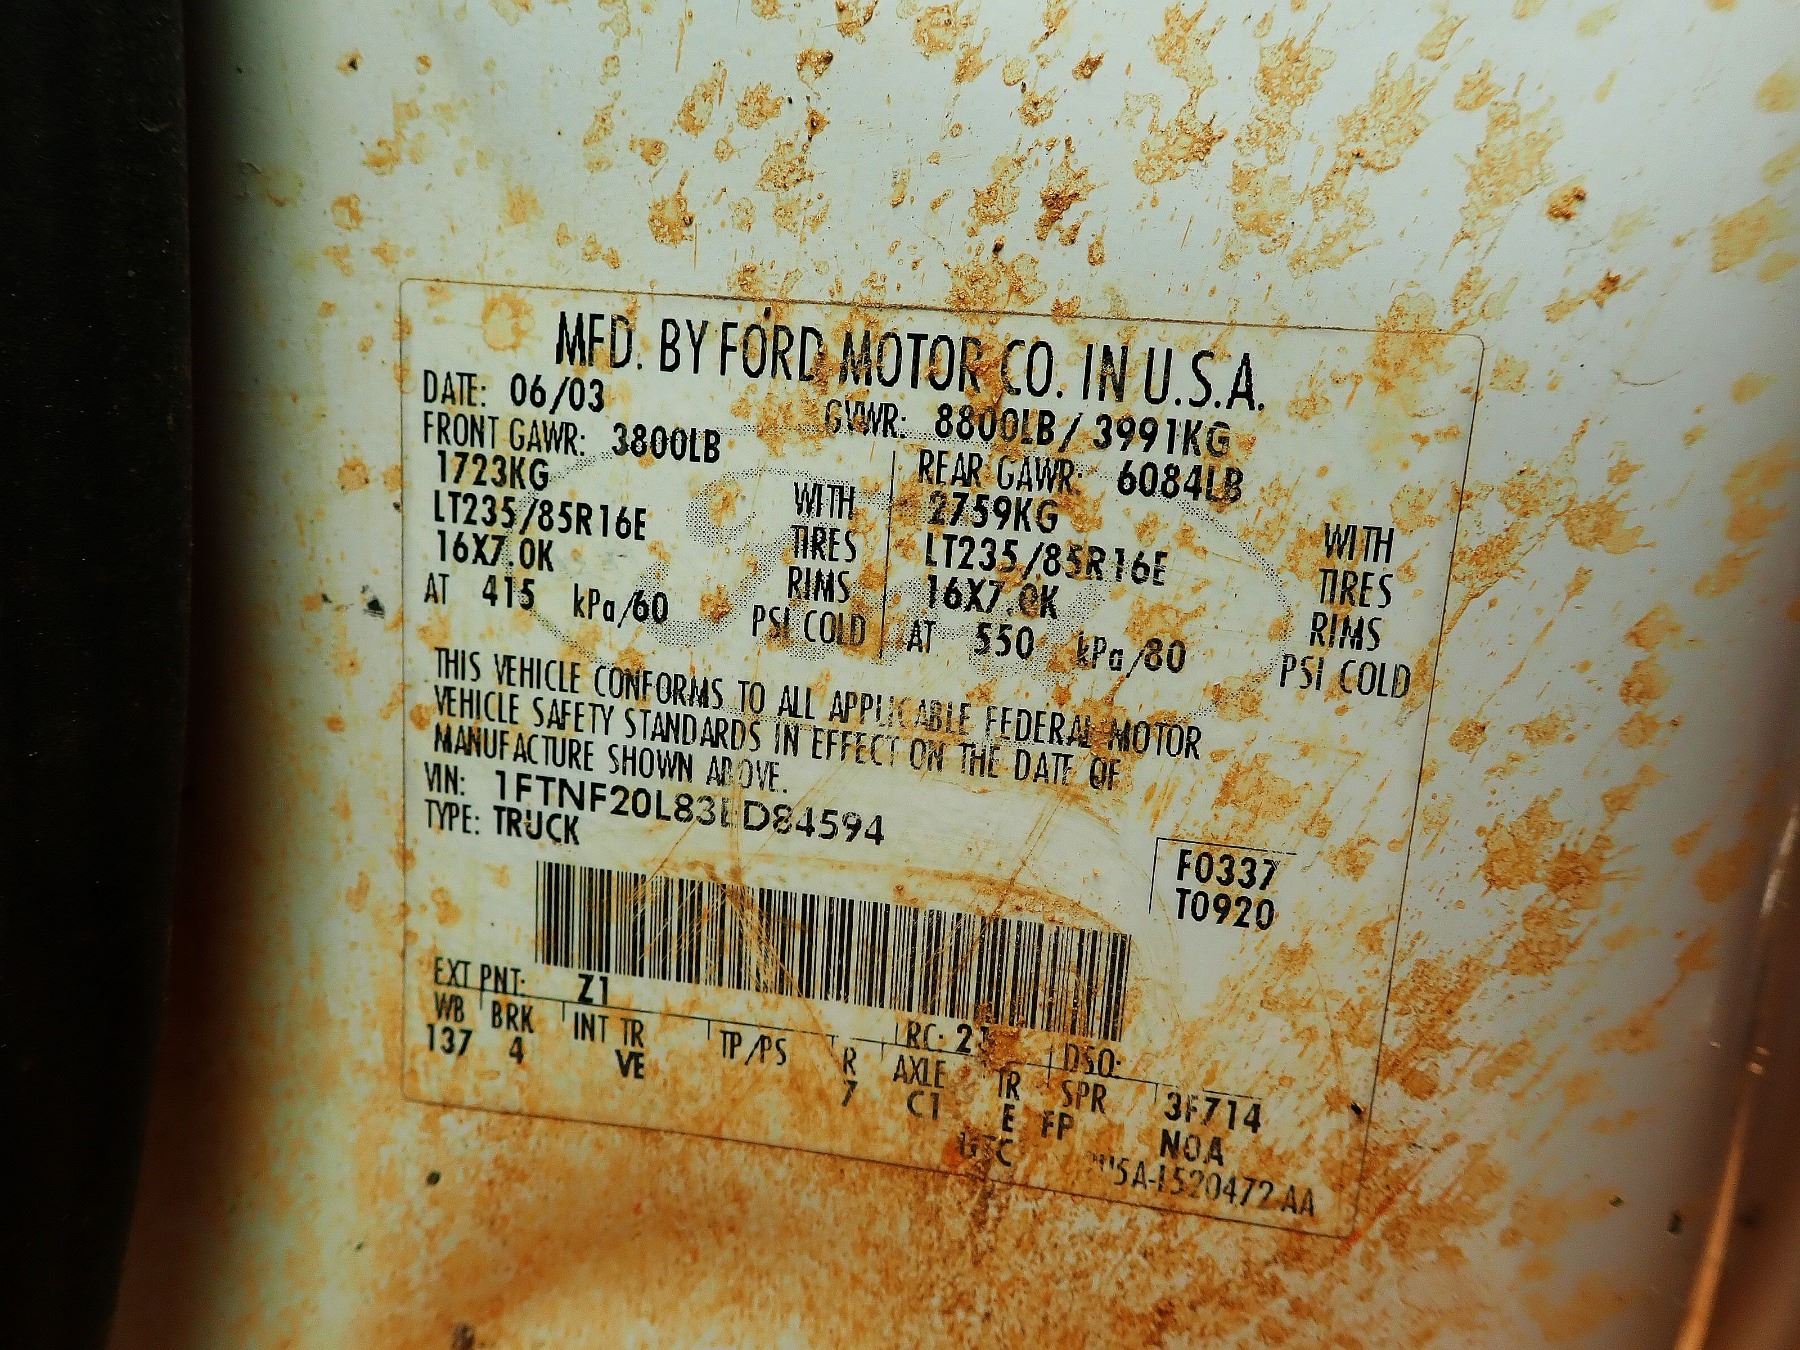 MFD. BY FORD MOTOR CO. IN U.S.A.
DATE: 06/03 GVWR: 8800LB / 3991KG
FRONT GAWR: 3800LB REAR GAWR: 6084LB
1723KG WITH 2759KG WITH
LT235/85R16E TIRES LT235/85R16E TIRES
16X7.0K RIMS 16X7.0K RIMS
AT 415 kPa/60 PSI COLD AT 550 kPa/80 PSI COLD
THIS VEHICLE CONFORMS TO ALL APPLICABLE FEDERAL MOTOR
VEHICLE SAFETY STANDARDS IN EFFECT ON THE DATE OF
MANUFACTURE SHOWN ABOVE.
VIN:
TYPE: TRUCK
F0337
T0920
EXT PNT: Z1 RC: DSO:
WB BRK INT TR TP/PS R AXLE TR SPR 3F714
137 4 VE 7 C1 E FP NOA